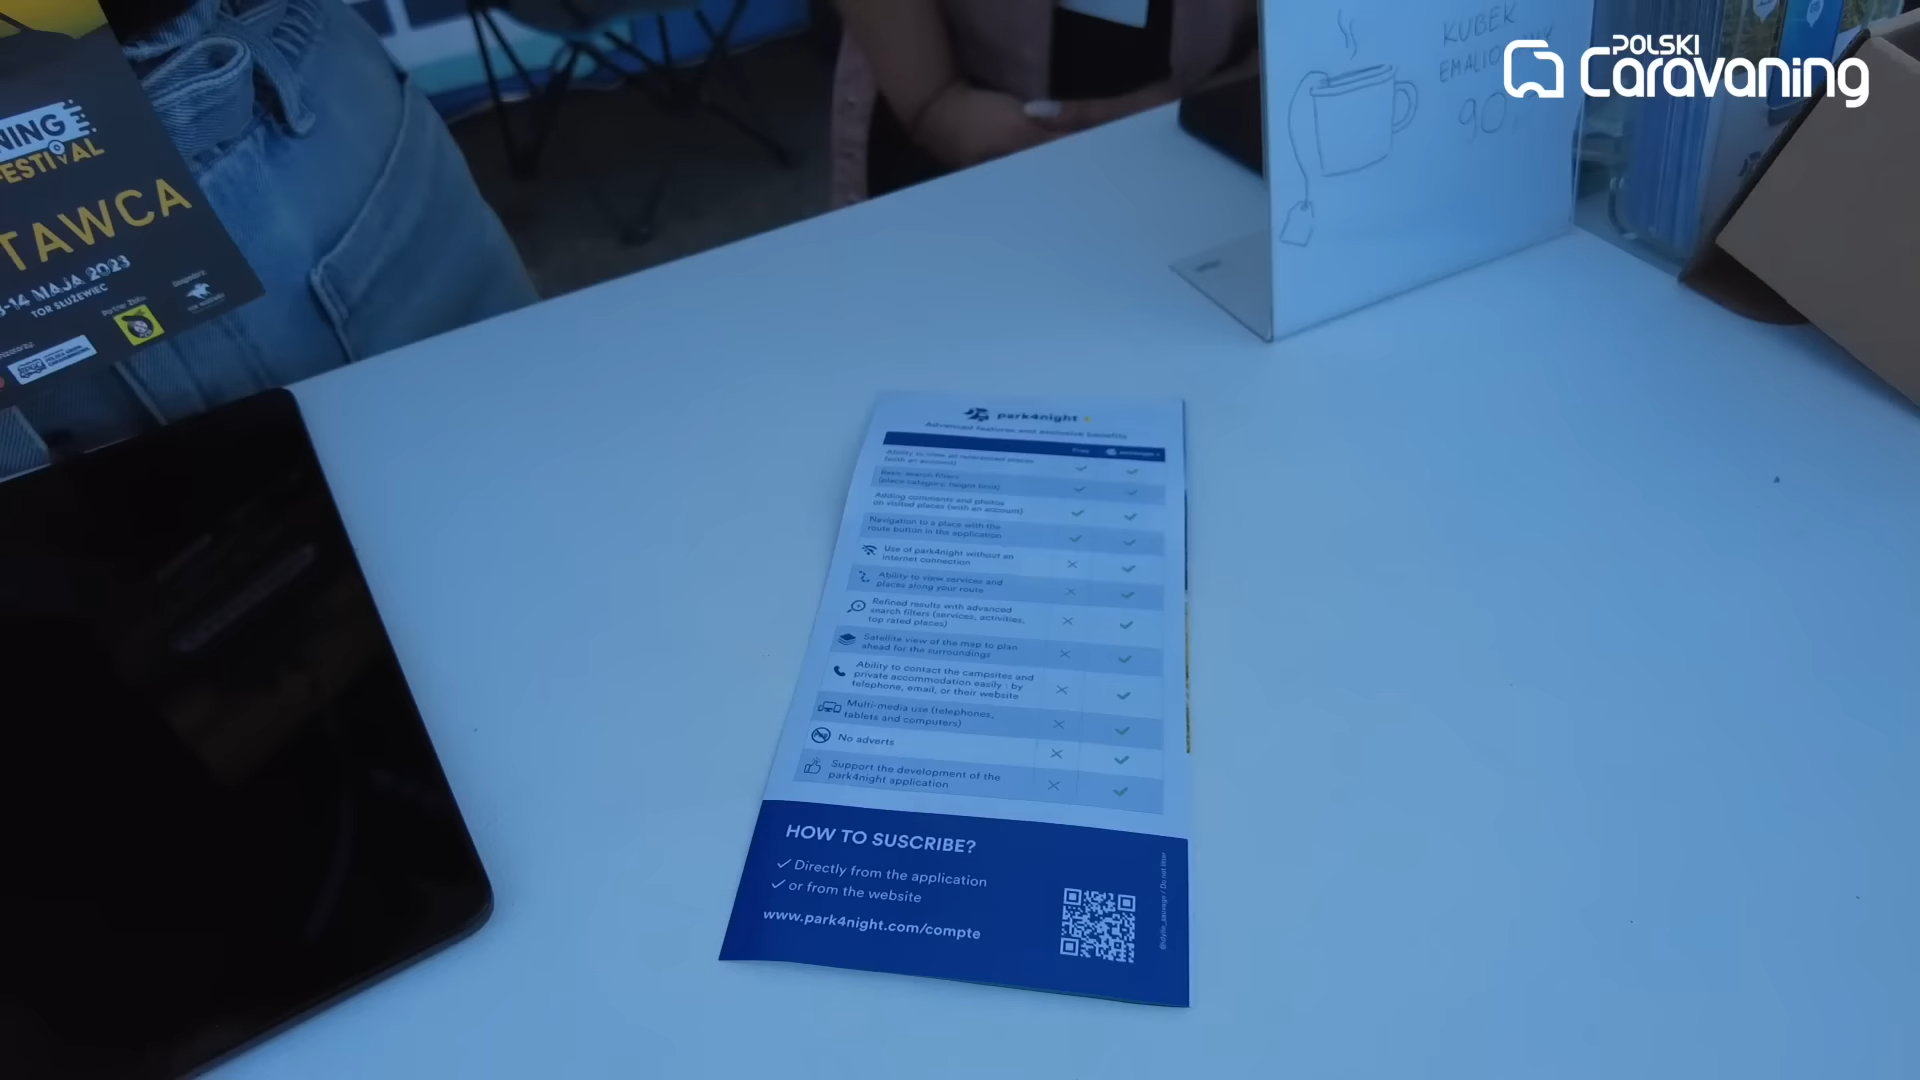 POLSKI
Caravaning
KUBEK
90
NING
FESTIVAL
TAWCA
-14 MAJA 2023
TOR SŁUŻEWIEC
park4night +
Advanced features and exclusive benefits
Free
Ability to view all referenced places
(with an account)
Basic search filters
(place category, height limit)
Adding comments and photos
on visited places (with an account)
Navigation to a place with the
route button in the application
Use of park4night without an
internet connection
Ability to view services and
places along your route
Refined results with advanced
search filters (services, activities,
top rated places)
Satellite view of the map to plan
ahead for the surroundings
Ability to contact the campsites and
private accommodation easily : by
telephone, email, or their website
Multi-media use (telephones,
tablets and computers)
No adverts
Support the development of the
park4night application
HOW TO SUSCRIBE?
Directly from the application
or from the website
www.park4night.com/compte
/ Do not litter